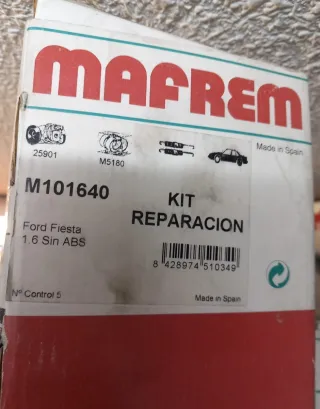 MAFREM
Made in Spain
25901
M5160
M101640
KIT
REPARACION
Ford Fiesta
1.6 Sin ABS
8 428974 510349
Nº Control 5
Made in Spain